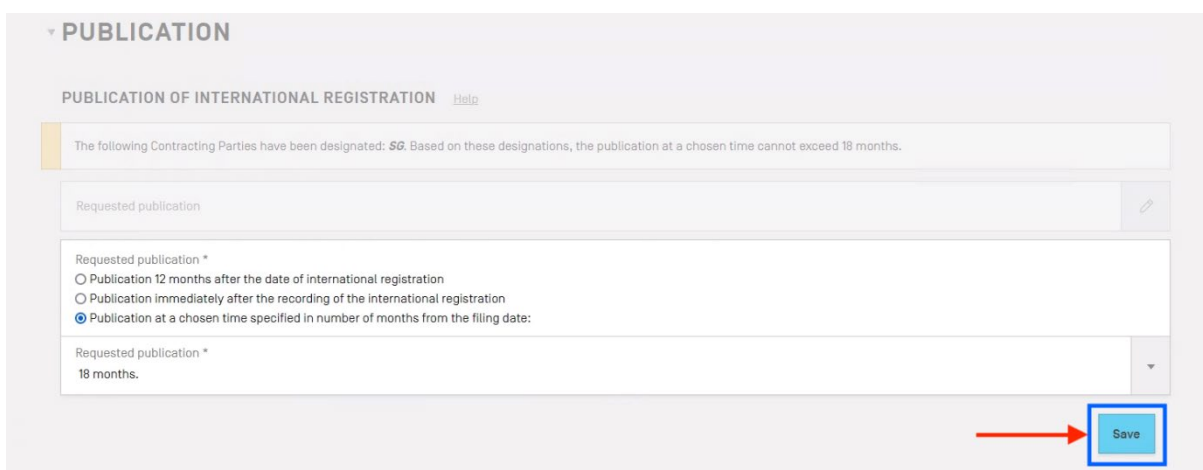 PUBLICATION
PUBLICATION OF INTERNATIONAL REGISTRATION Help
The following Contracting Parties have been designated: SG. Based on these designations, the publication at a chosen time cannot exceed 18 months.
Requested publication
Requested publication *
Publication 12 months after the date of international registration
Publication immediately after the recording of the international registration
Publication at a chosen time specified in number of months from the filing date:
Requested publication *
18 months.
Save